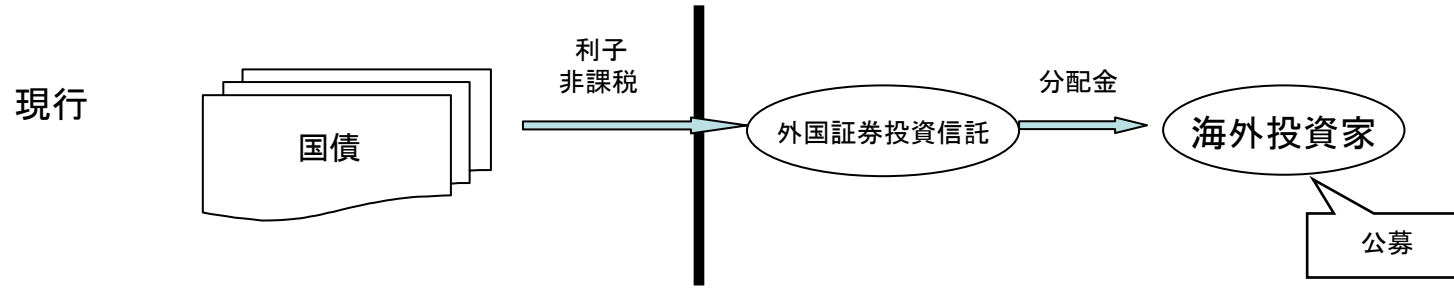 現行
国債
利子
非課税
外国証券投資信託
分配金
海外投資家
公募